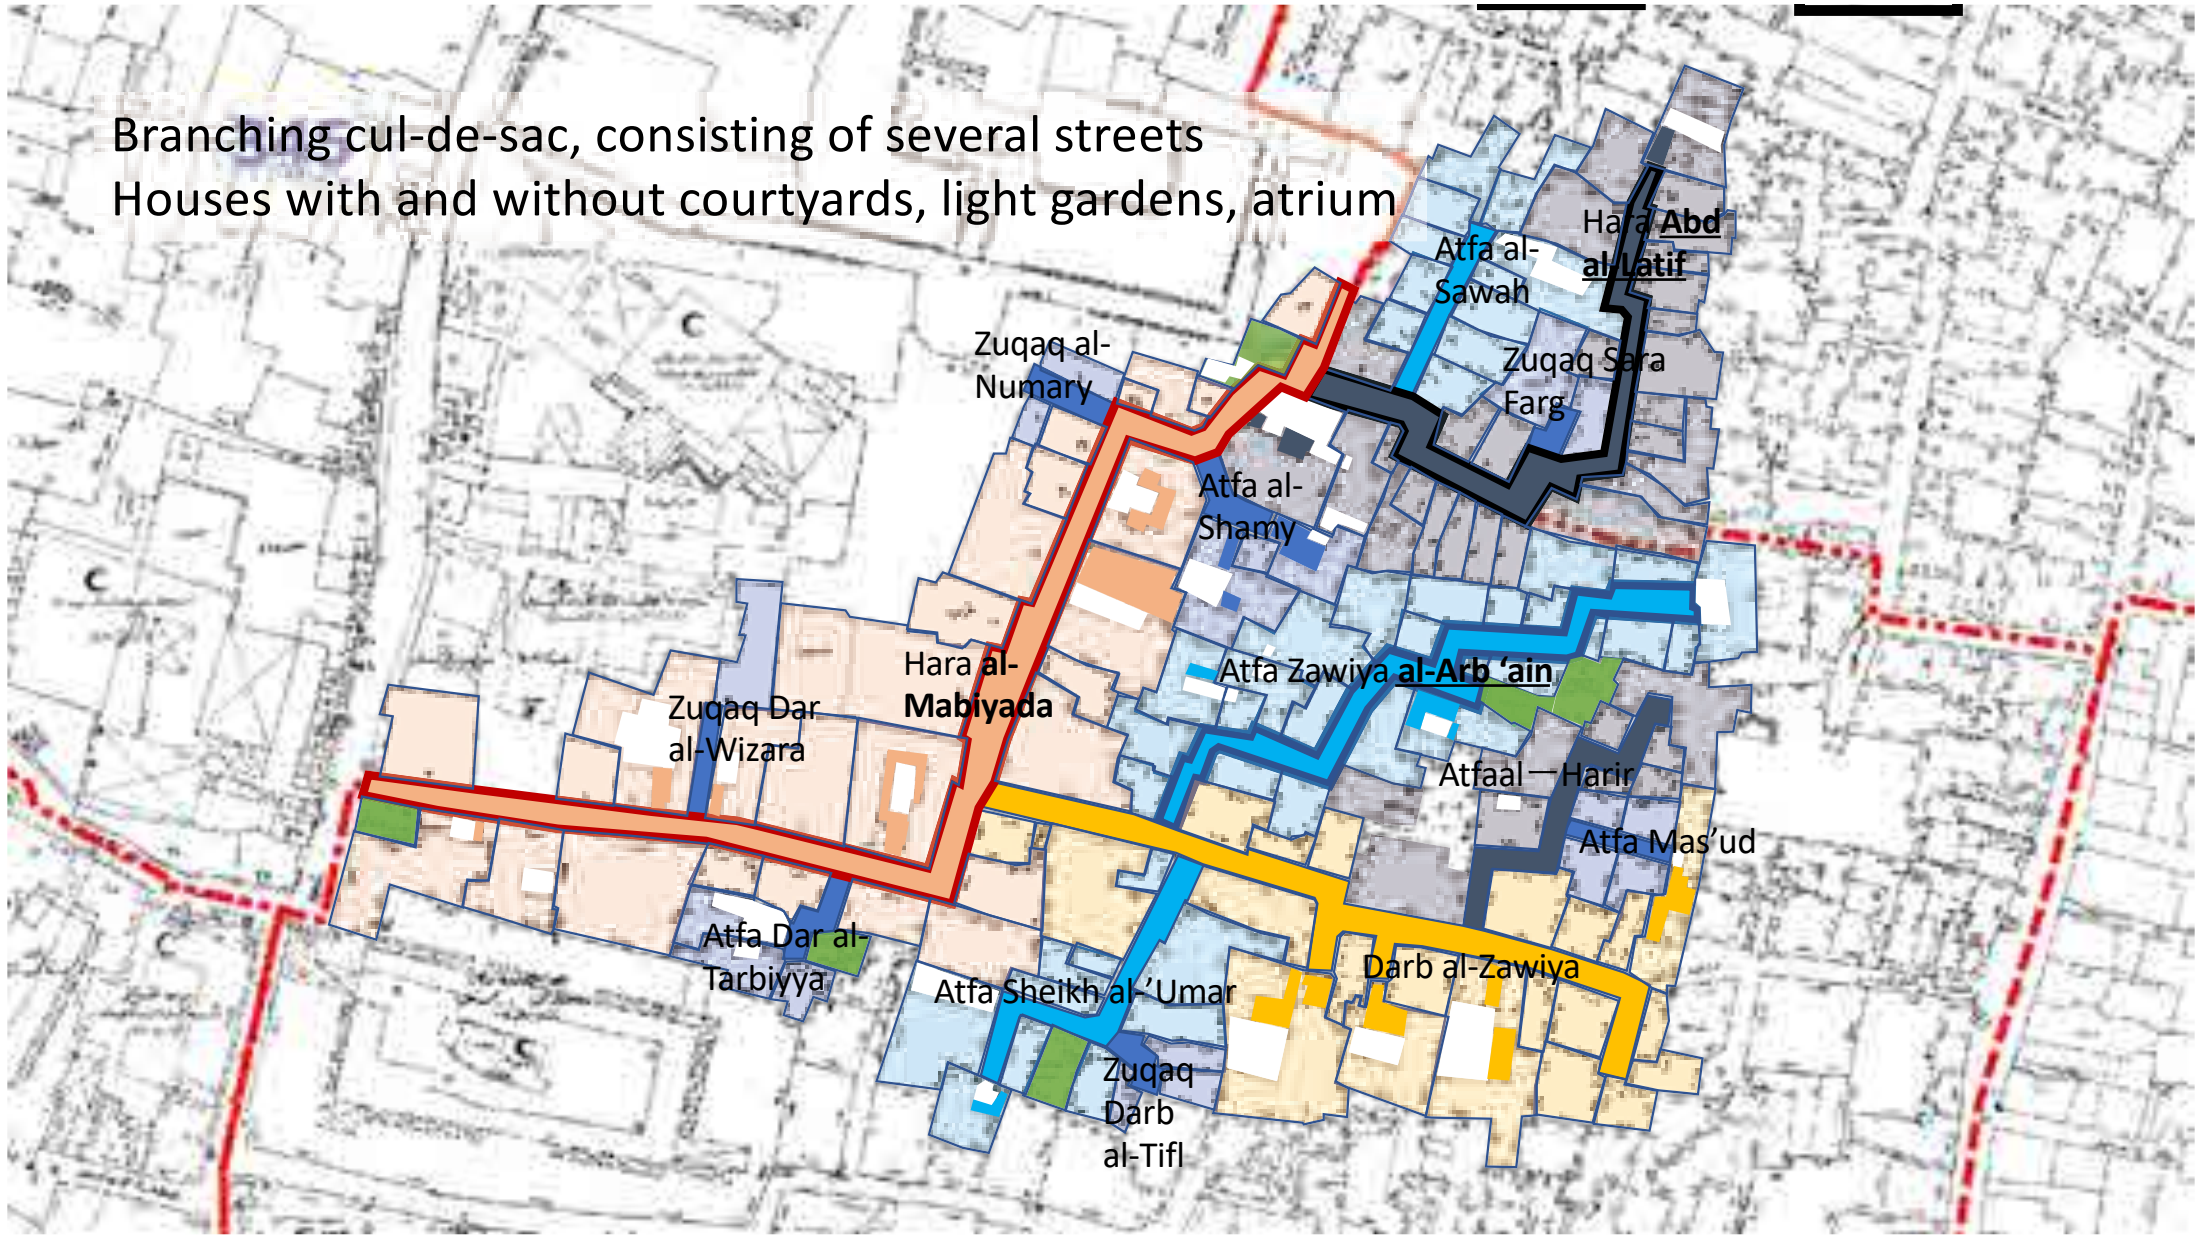 Branching cul-de-sac, consisting of several streets
Houses with and without courtyards, light gardens, atrium
Hara Abd
al-Latif
Atfa al-
Sawah
Zuqaq al-
Numary
Zuqaq Sara
Farg
Atfa al-
Shamy
Hara al-
Mabiyada
Atfa Zawiya al-Arb ‘ain
Zuqaq Dar
al-Wizara
Atfaal—Harir
Atfa Mas’ud
Atfa Dar al-
Tarbiyya
Darb al-Zawiya
Atfa Sheikh al-’Umar
Zuqaq
Darb
al-Tifl
C
C
C